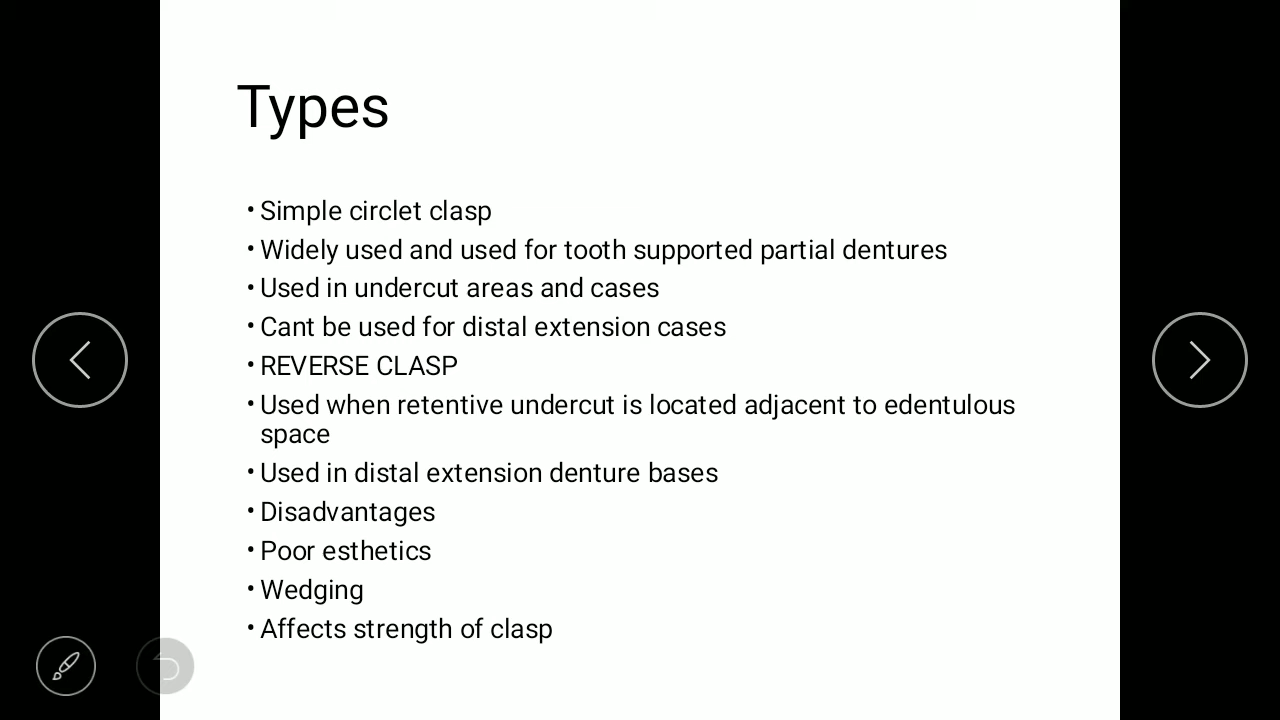 Types
• Simple circlet clasp
• Widely used and used for tooth supported partial dentures
• Used in undercut areas and cases
• Cant be used for distal extension cases
• REVERSE CLASP
• Used when retentive undercut is located adjacent to edentulous
space
• Used in distal extension denture bases
• Disadvantages
• Poor esthetics
• Wedging
• Affects strength of clasp